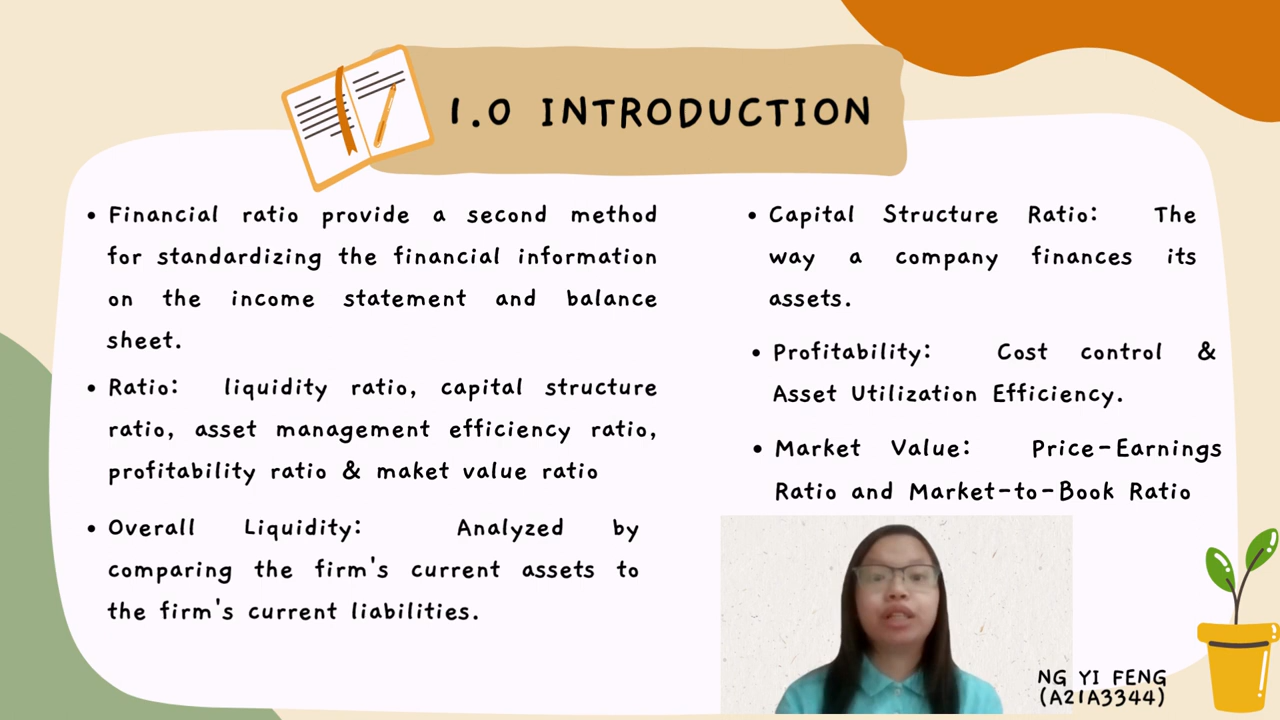 1.0 INTRODUCTION
• Financial ratio provide a second method
for standardizing the financial information
on the income statement and balance
sheet.
• Ratio: liquidity ratio, capital structure
ratio, asset management efficiency ratio,
profitability ratio & maket value ratio
• Overall Liquidity: Analyzed by
comparing the firm's current assets to
the firm's current liabilities.
• Capital Structure Ratio: The
way a company finances its
assets.
• Profitability: Cost control &
Asset Utilization Efficiency.
• Market Value: Price-Earnings
Ratio and Market-to-Book Ratio
NG YI FENG
(A21A3344)